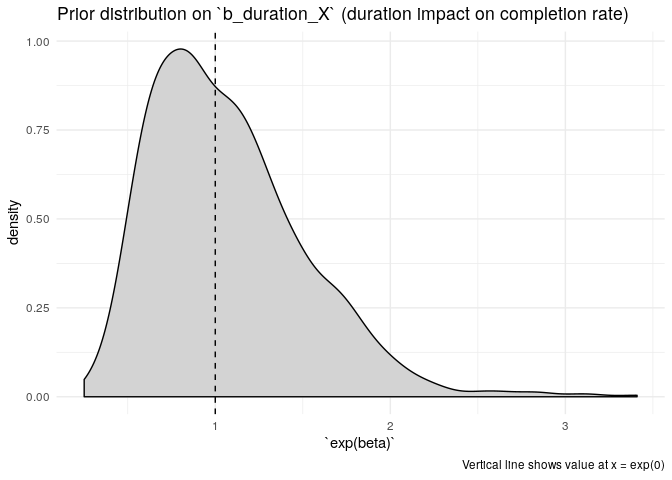 Prior distribution on `b_duration_X` (duration impact on completion rate)
1.00
0.75
0.50
0.25
0.00
density
1
2
3
`exp(beta)`
Vertical line shows value at x = exp(0)